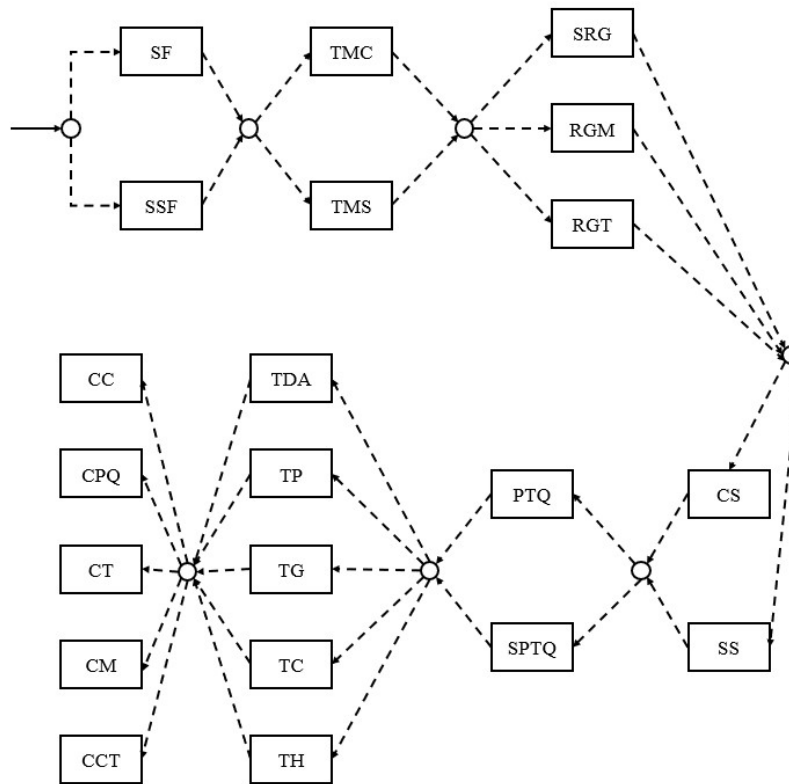 SF
TMC
SRG
RGM
SSF
TMS
RGT
CC
TDA
CPQ
TP
PTQ
CS
CT
TG
CM
TC
SPTQ
SS
CCT
TH